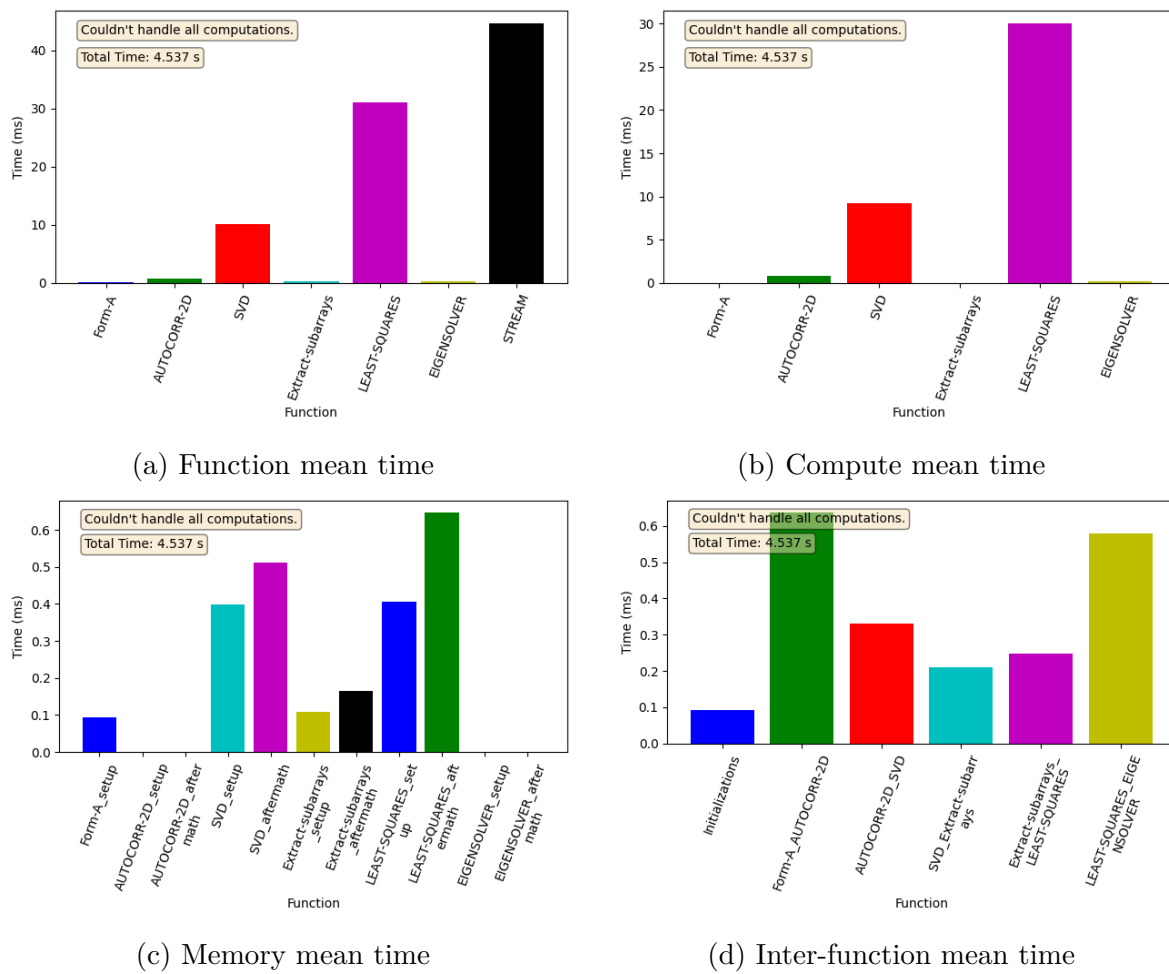 Couldn't handle all computations.
Total Time: 4.537 s
Time (ms)
40
30
20
10
0
Form-A
AUTOCORR-2D
SVD
Extract-subarrays
LEAST-SQUARES
EIGENSOLVER
STREAM
Function
(a) Function mean time
Couldn't handle all computations.
Total Time: 4.537 s
Time (ms)
30
25
20
15
10
5
0
Form-A
AUTOCORR-2D
SVD
Extract-subarrays
LEAST-SQUARES
EIGENSOLVER
Function
(b) Compute mean time
Couldn't handle all computations.
Total Time: 4.537 s
Time (ms)
0.6
0.5
0.4
0.3
0.2
0.1
0.0
Form-A_setup
AUTOCORR-2D_setup
AUTOCORR-2D_after
math
SVD_setup
SVD_aftermath
Extract-subarrays
_setup
Extract-subarrays
_aftermath
LEAST-SQUARES_set
up
LEAST-SQUARES_aft
ermath
EIGENSOLVER_setup
EIGENSOLVER_after
math
Function
(c) Memory mean time
Couldn't handle all computations.
Total Time: 4.537 s
Time (ms)
0.6
0.5
0.4
0.3
0.2
0.1
0.0
Initializations
Form-A_AUTOCORR-2D
AUTOCORR-2D_SVD
SVD_Extract-subarr
ays
Extract-subarrays_
LEAST-SQUARES
LEAST-SQUARES_EIGE
NSOLVER
Function
(d) Inter-function mean time